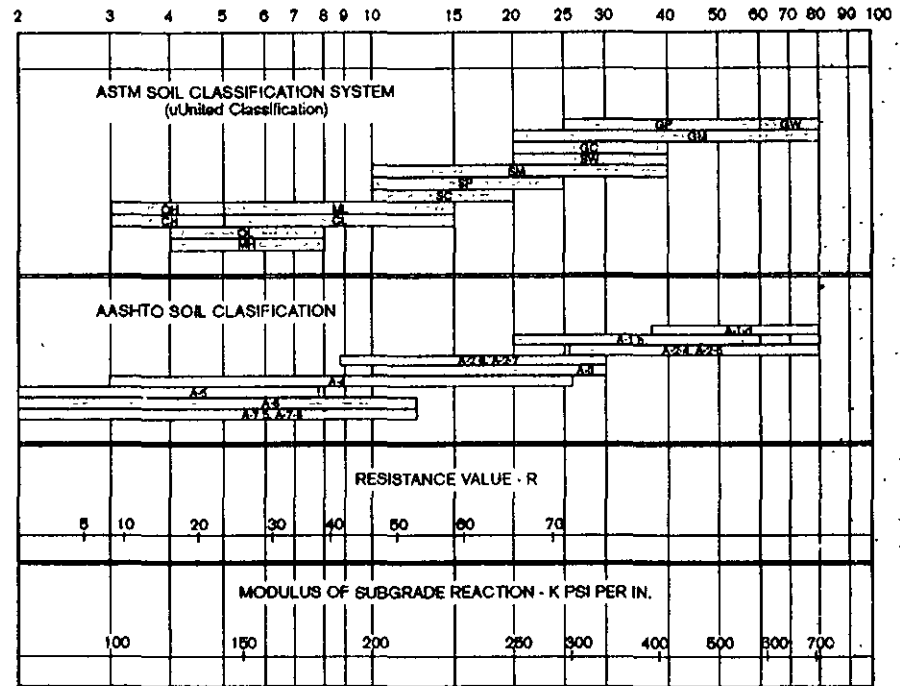 2 3 4 5 6 7 8 9 10 15 20 25 30 40 50 60 70 80 90 100
ASTM SOIL CLASSIFICATION SYSTEM
(uUnited Classification)
GP GW
GM
GC
SW
SM
SP
SC
OH ML
CH CL
OL
MH
AASHTO SOIL CLASIFICATION
A-1-a
A-1-b
A-2-4, A-2-5
A-2-6, A-2-7
A-3
A-4
A-5
A-6
A-7-5, A-7-6
RESISTANCE VALUE - R
5 10 20 30 40 50 60 70
MODULUS OF SUBGRADE REACTION - K PSI PER IN.
100 150 200 250 300 400 500 600 700